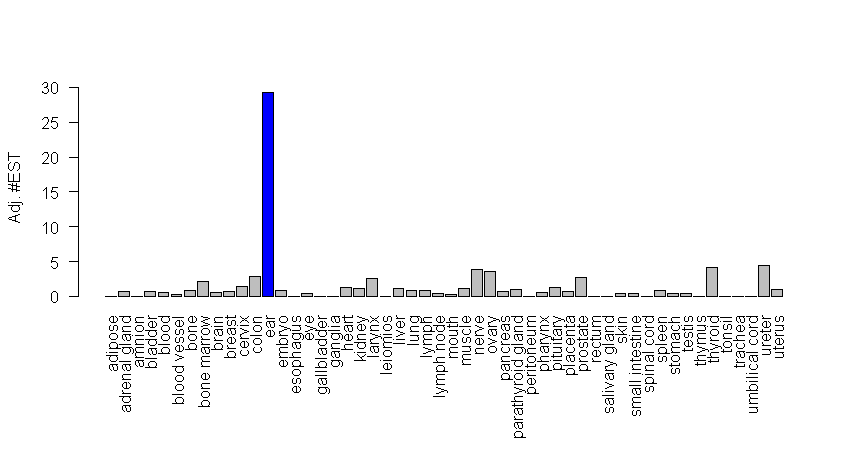 Adj. #EST
30
25
20
15
10
5
0
adipose
adrenal gland
amnion
bladder
blood
blood vessel
bone
bone marrow
brain
breast
cervix
colon
ear
embryo
esophagus
eye
gallbladder
ganglia
heart
kidney
larynx
leiomios
liver
lung
lymph
lymph node
mouth
muscle
nerve
ovary
pancreas
parathyroid gland
peritoneum
pharynx
pituitary
placenta
prostate
rectum
salivary gland
skin
small intestine
spinal cord
spleen
stomach
testis
thymus
thyroid
tonsil
trachea
umbilical cord
ureter
uterus